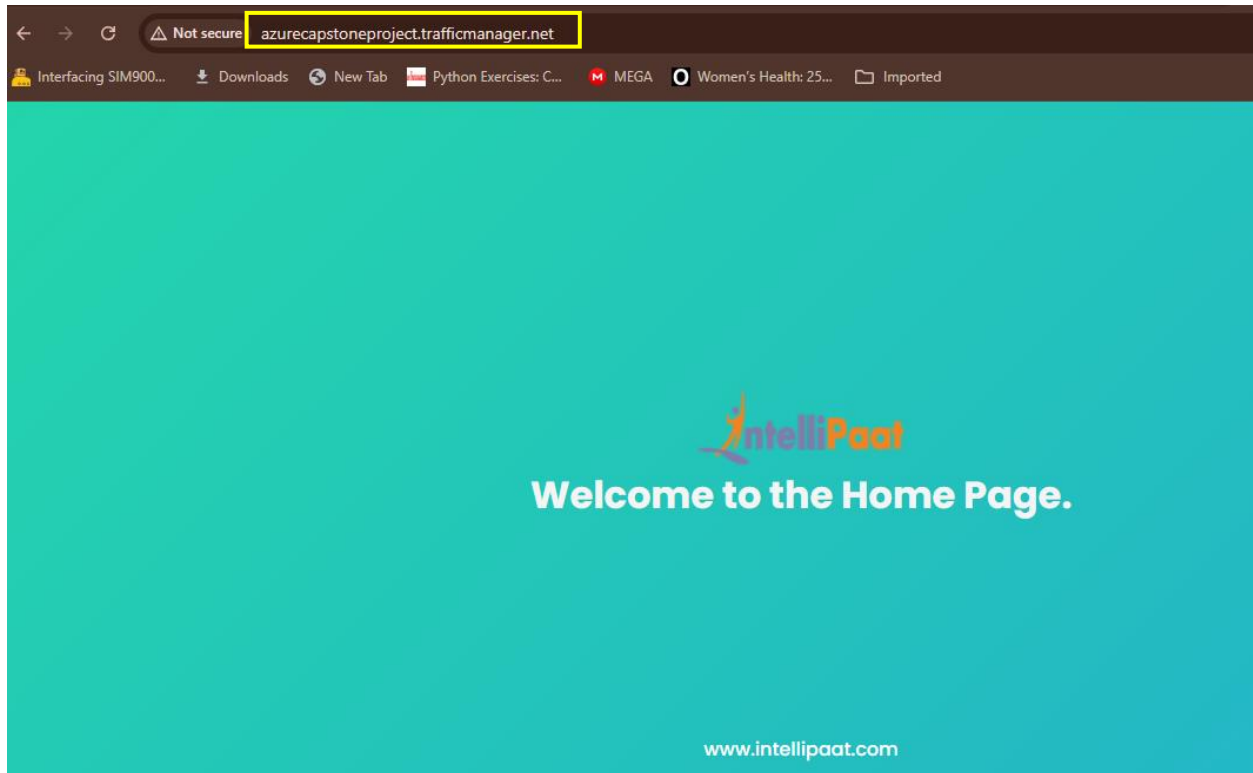 Not secure azurecapstoneproject.trafficmanager.net
Interfacing SIM900... Downloads New Tab Python Exercises: C... MEGA Women's Health: 25... Imported
IntelliPaat
Welcome to the Home Page.
www.intellipaat.com